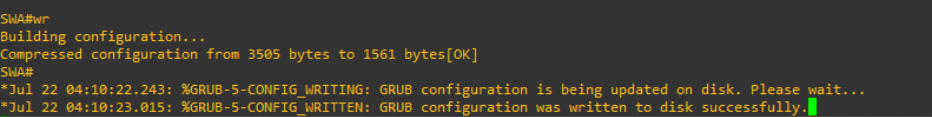 SWA#wr
Building configuration...
Compressed configuration from 3505 bytes to 1561 bytes[OK]
SWA#
*Jul 22 04:10:22.243: %GRUB-5-CONFIG_WRITING: GRUB configuration is being updated on disk. Please wait...
*Jul 22 04:10:23.015: %GRUB-5-CONFIG_WRITTEN: GRUB configuration was written to disk successfully.